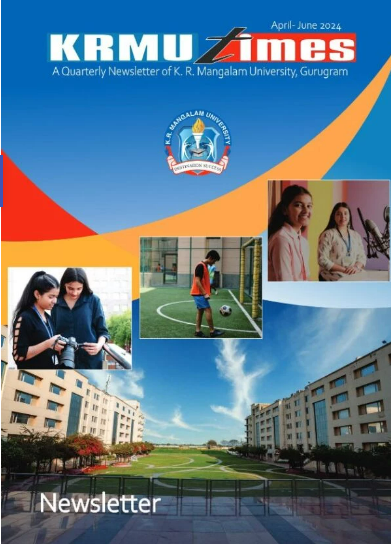 April- June 2024
KRMU times
A Quarterly Newsletter of K. R. Mangalam University, Gurugram
K.R. MANGALAM UNIVERSITY
Newsletter